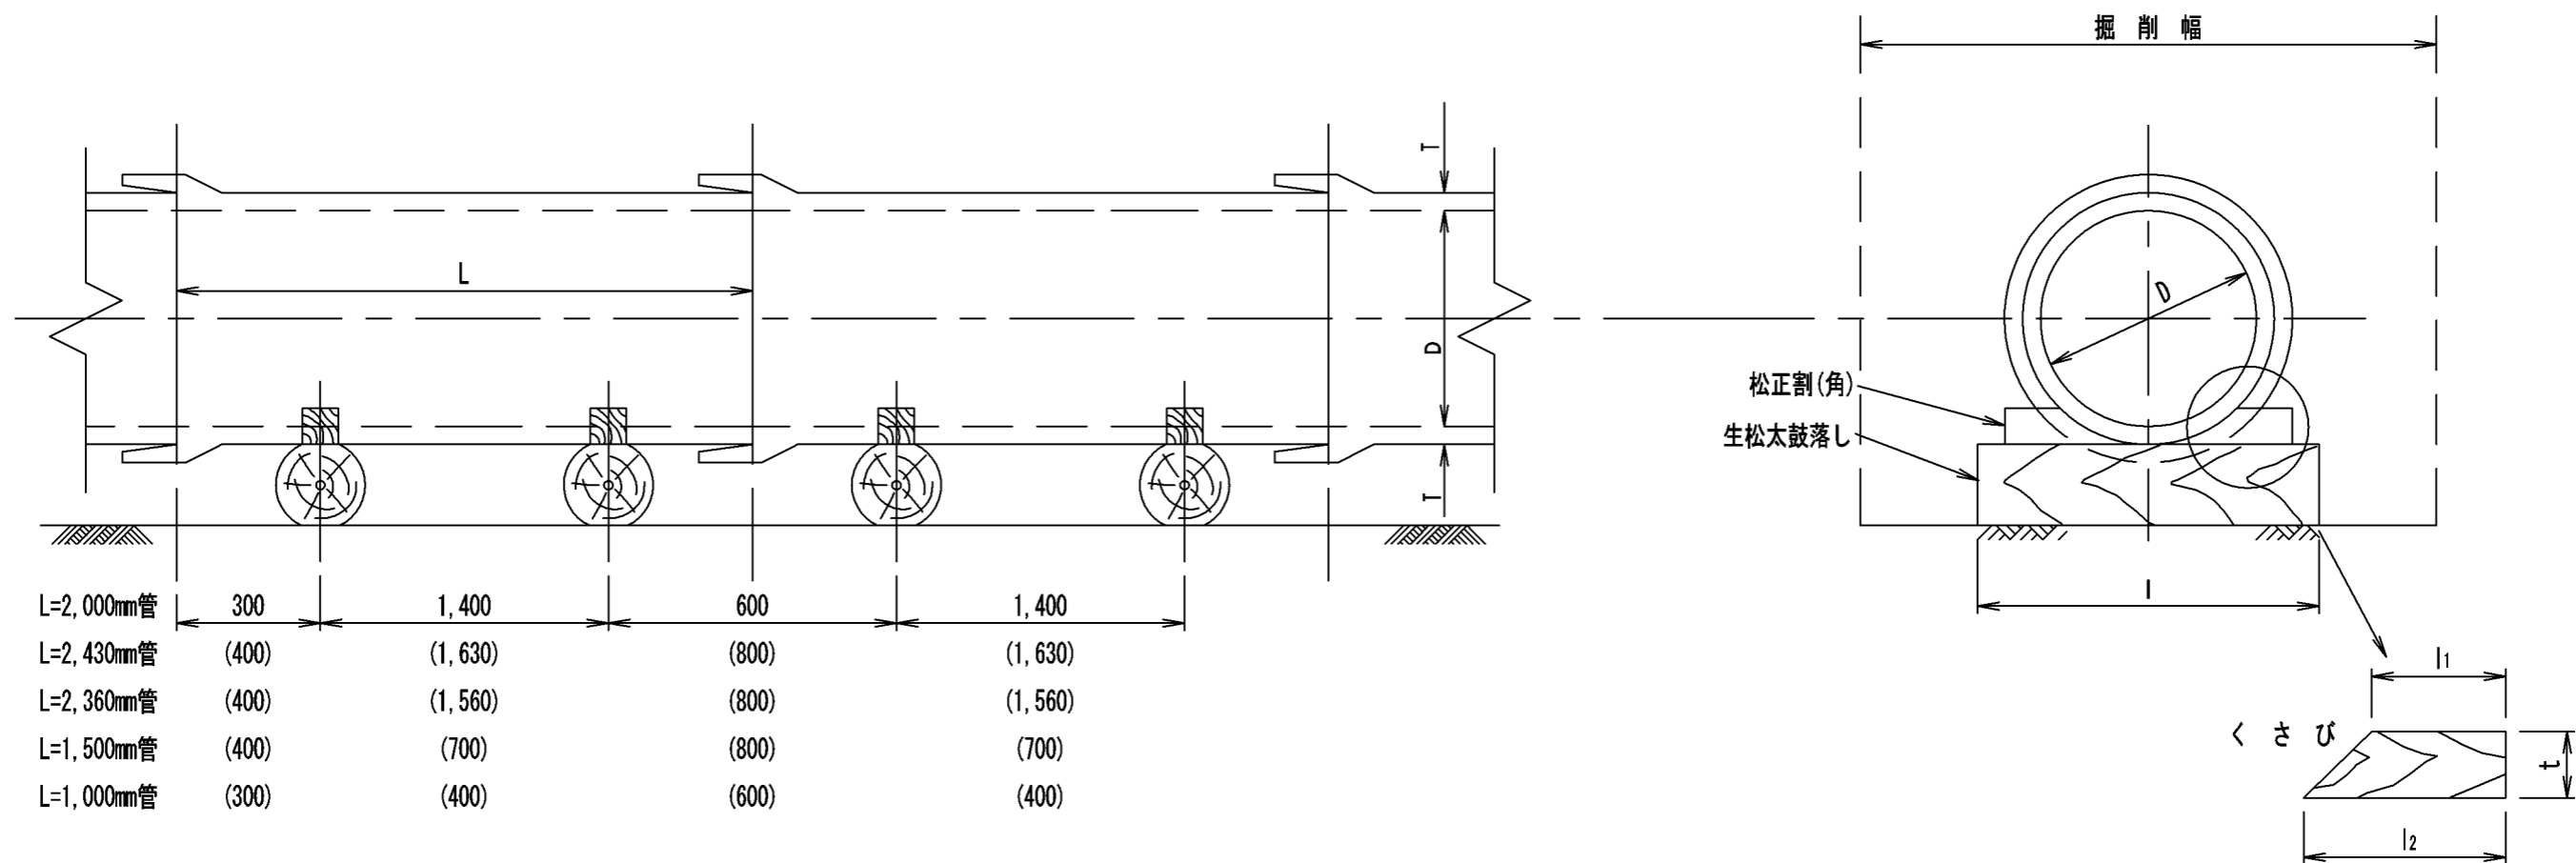 掘削幅
T
L
D
D
松正割(角)
生松太鼓落し
T
l
L=2,000mm管 300 1,400 600 1,400
L=2,430mm管 (400) (1,630) (800) (1,630)
L=2,360mm管 (400) (1,560) (800) (1,560)
L=1,500mm管 (400) (700) (800) (700)
L=1,000mm管 (300) (400) (600) (400)
l1
くさび
t
l2